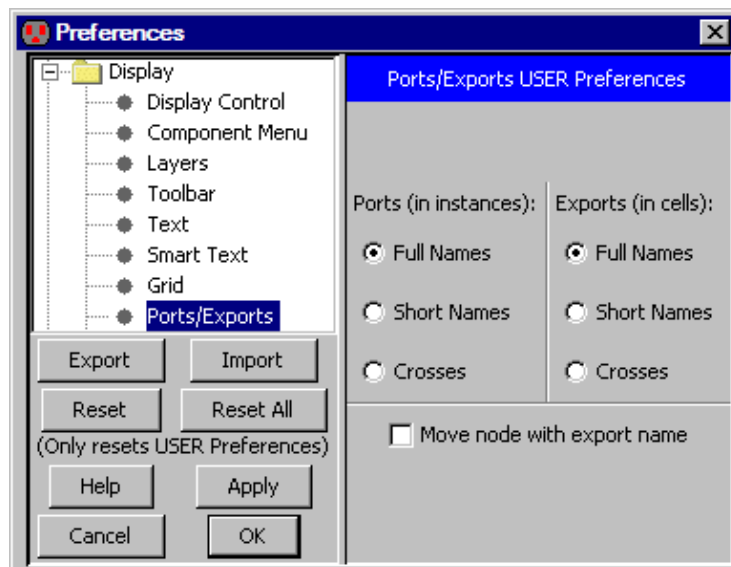 Preferences
Display
Display Control
Component Menu
Layers
Toolbar
Text
Smart Text
Grid
Ports/Exports
Export
Import
Reset
Reset All
(Only resets USER Preferences)
Help
Apply
Cancel
OK
Ports/Exports USER Preferences
Ports (in instances):
Full Names
Short Names
Crosses
Exports (in cells):
Full Names
Short Names
Crosses
Move node with export name